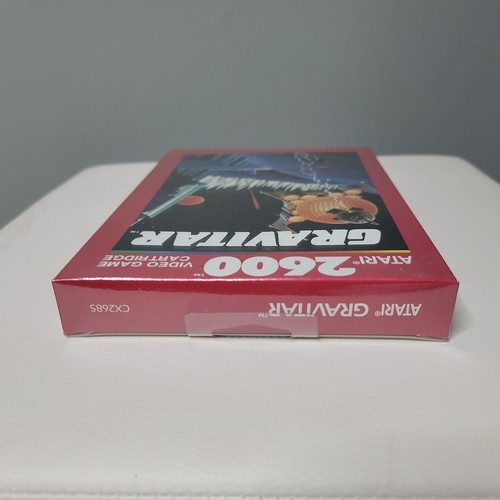 ATARI® 2600™ VIDEO GAME
CARTRIDGE
GRAVITAR™
ATARI® GRAVITAR™ CX2685